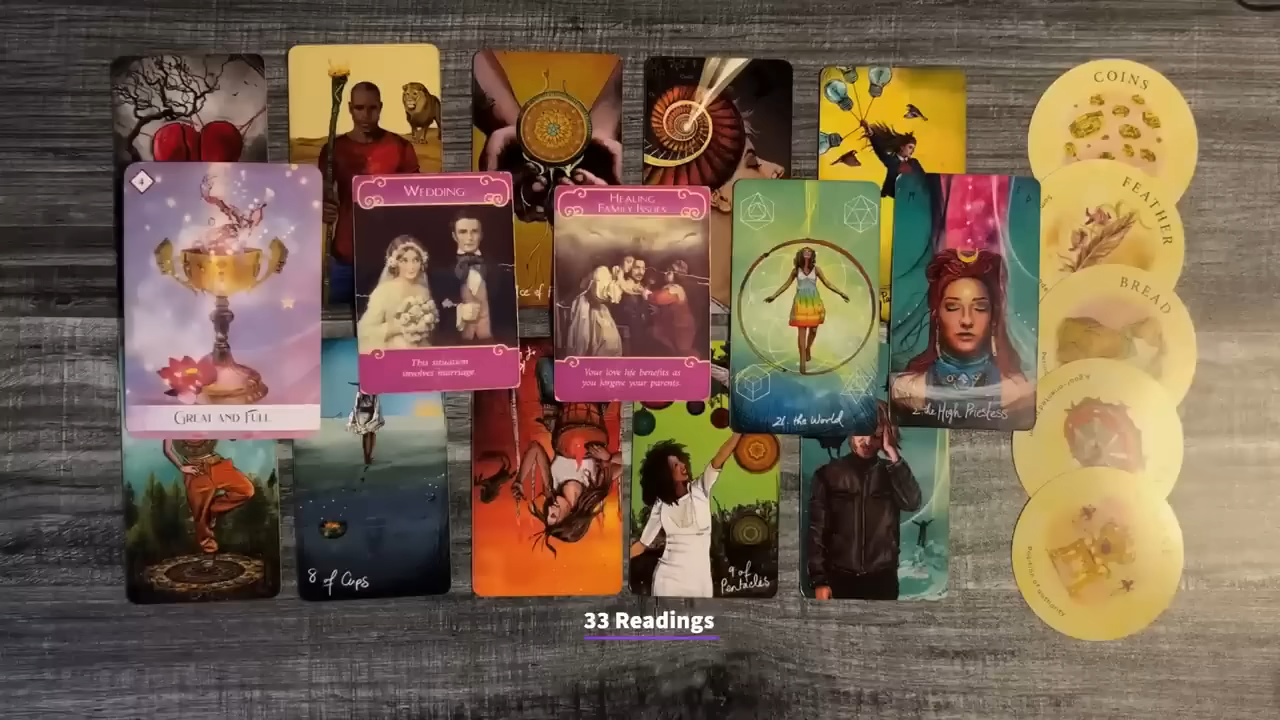 COINS
FEATHER
4
WEDDING
HEALING
FAMILY ISSUES
BREAD
This situation
involves marriage.
Your love life benefits as
you forgive your parents.
GREAT AND FULL
21. the World
2. the High Priestess
8 of Cups
9 of
Pentacles
33 Readings